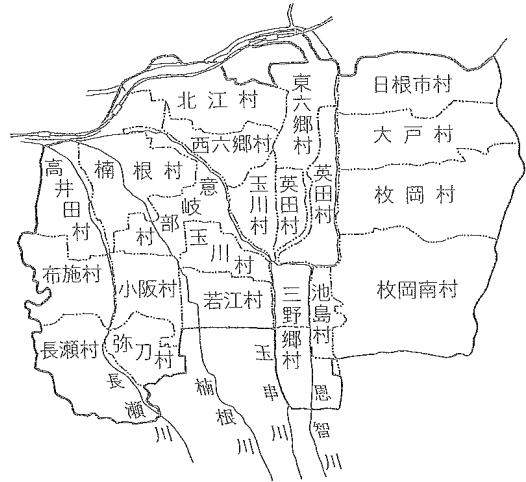 日根市村
東六郷村
北江村
大戸村
西六郷村
高井田村
楠根村
意岐部村
玉川村
英田村
英田村
枚岡村
玉川村
布施村
小阪村
若江村
三野郷村
池島村
枚岡南村
長瀬村
弥刀村
長瀬川
楠根川
玉串川
恩智川